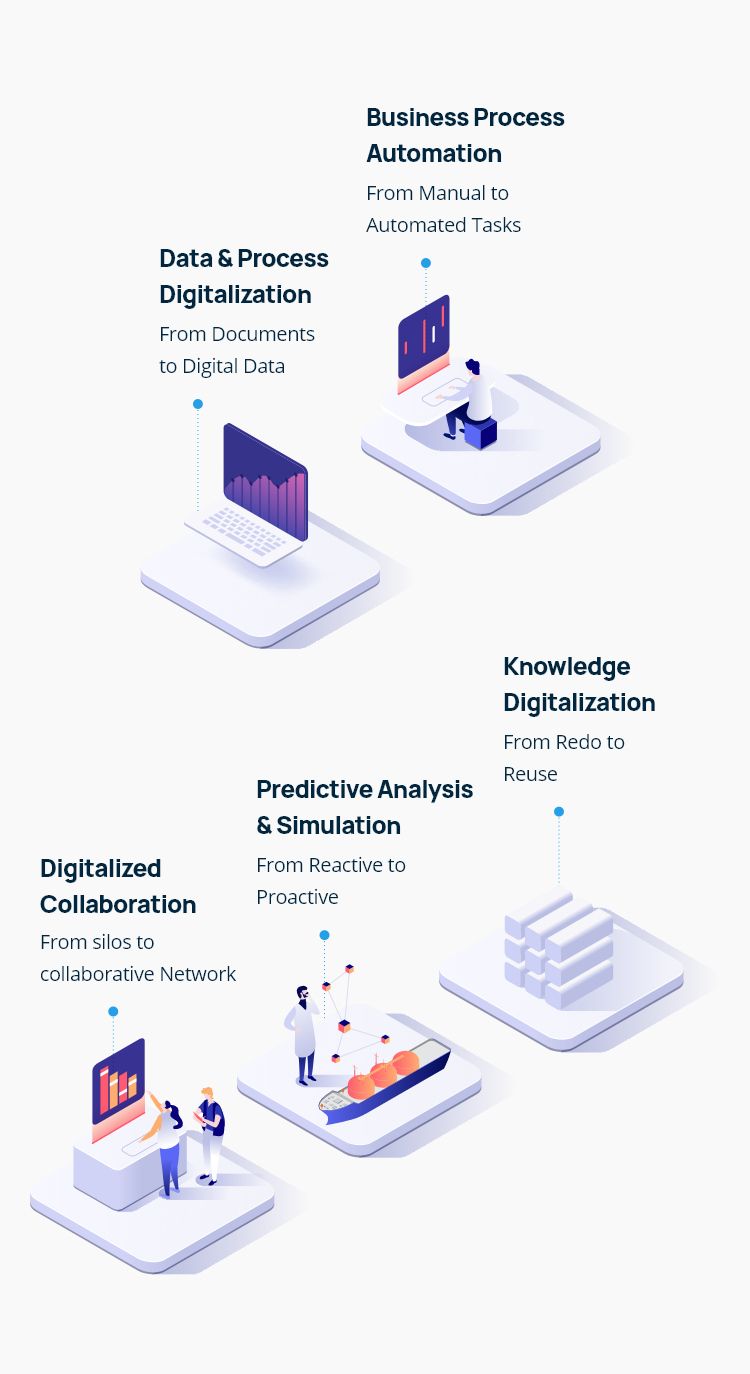 Business Process
Automation
From Manual to
Automated Tasks
Data & Process
Digitalization
From Documents
to Digital Data
Knowledge
Digitalization
From Redo to
Reuse
Predictive Analysis
& Simulation
From Reactive to
Proactive
Digitalized
Collaboration
From silos to
collaborative Network